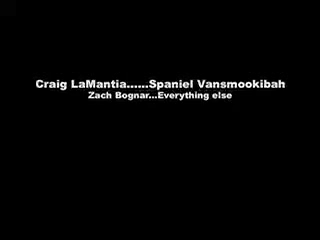 Craig LaMantia......Spaniel Vansmookibah
Zach Bognar...Everything else